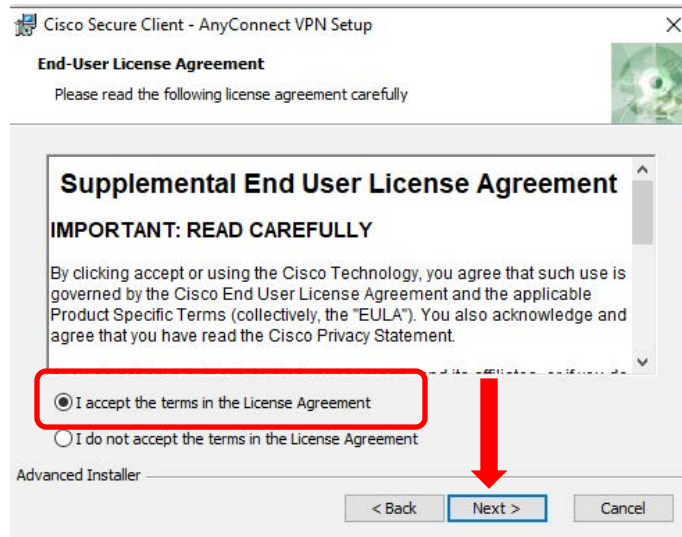 Cisco Secure Client - AnyConnect VPN Setup
End-User License Agreement
Please read the following license agreement carefully
Supplemental End User License Agreement
IMPORTANT: READ CAREFULLY
By clicking accept or using the Cisco Technology, you agree that such use is
governed by the Cisco End User License Agreement and the applicable
Product Specific Terms (collectively, the "EULA"). You also acknowledge and
agree that you have read the Cisco Privacy Statement.
I accept the terms in the License Agreement
I do not accept the terms in the License Agreement
Advanced Installer
< Back Next > Cancel